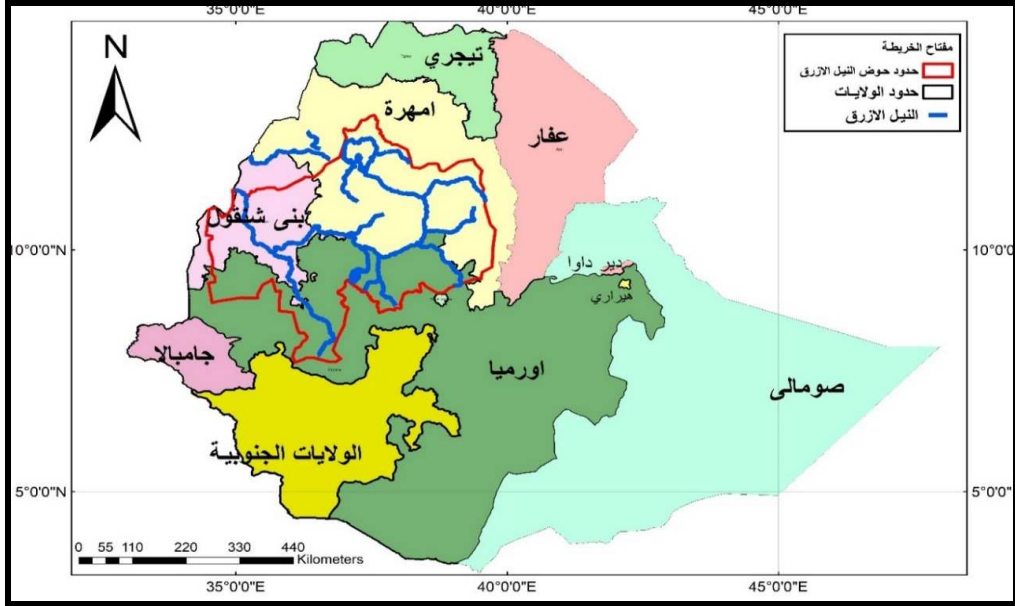 35°0'0"E 40°0'0"E 45°0'0"E
N
مفتاح الخريطة
حدود حوض النيل الازرق
حدود الولايات
النيل الازرق
تيجري
امهرة
عفار
بنى شنقول
10°0'0"N 10°0'0"N
دير داوا
هيراري
جامبالا
اورميا
صومالى
الولايات الجنوبية
5°0'0"N 5°0'0"N
0 55 110 220 330 440
Kilometers
35°0'0"E 40°0'0"E 45°0'0"E